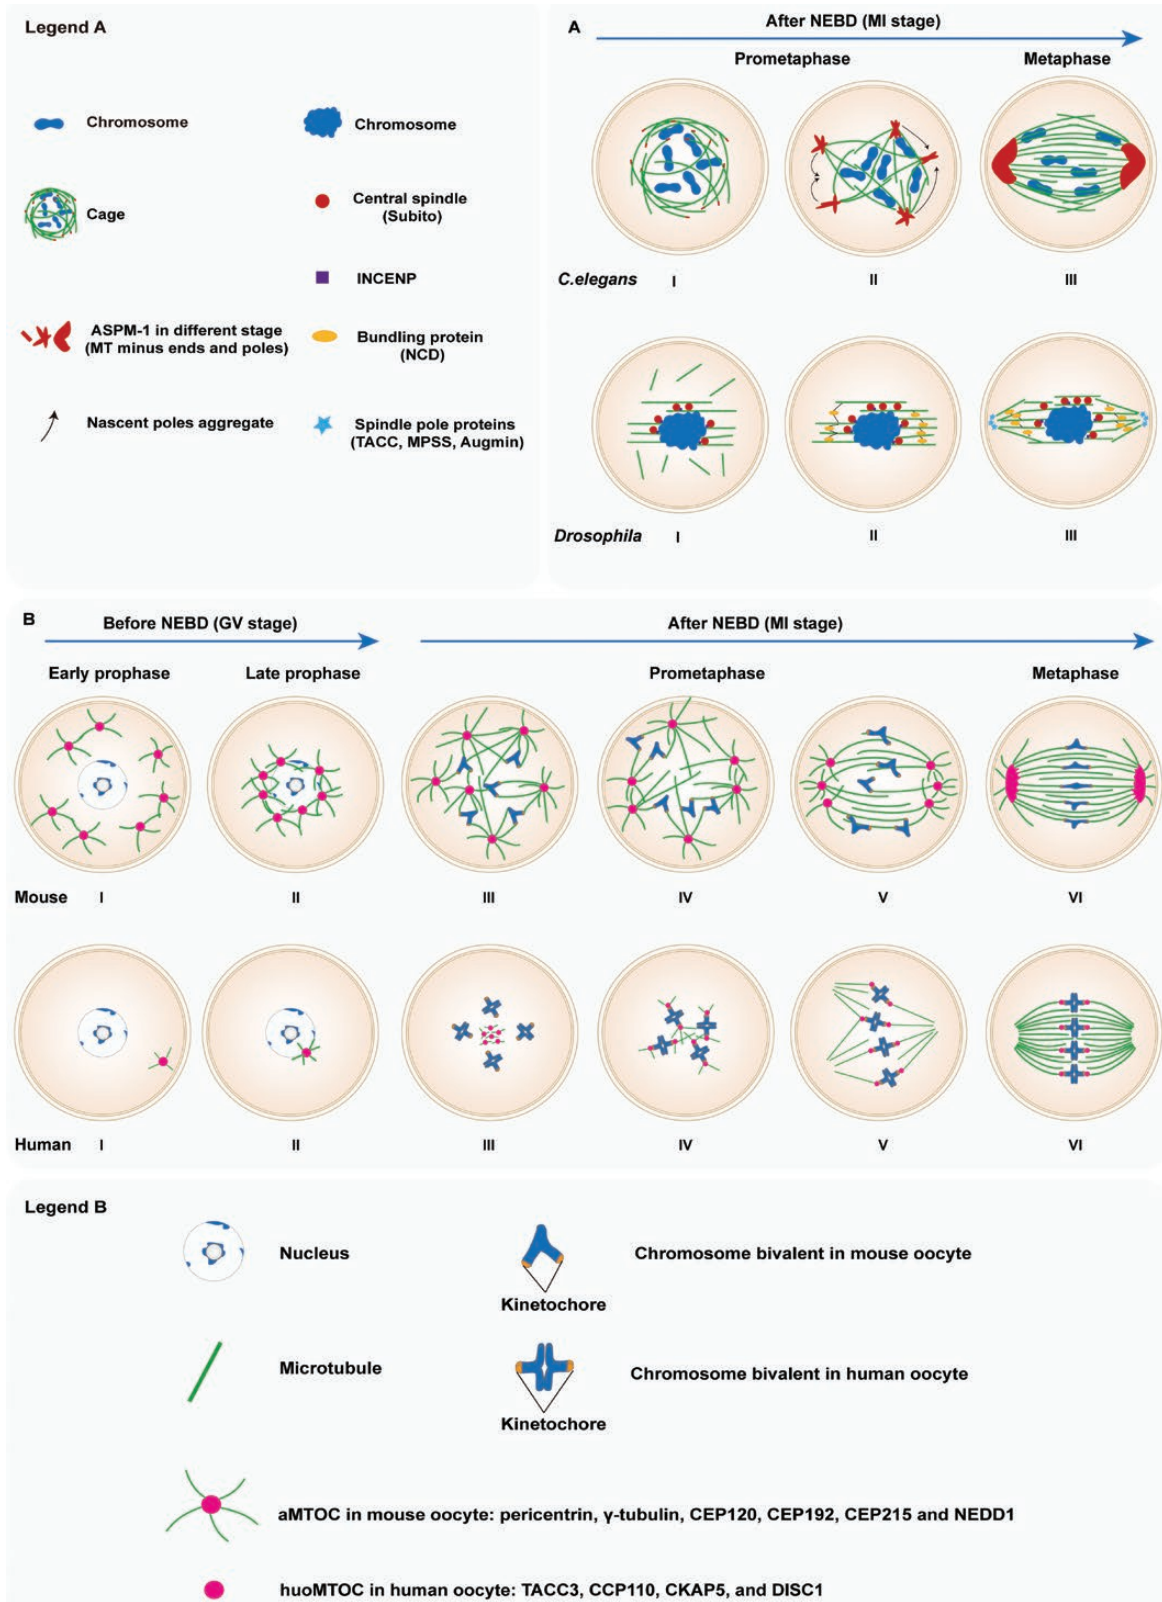 Legend A
Chromosome
Chromosome
Cage
Central spindle
(Subito)
INCENP
ASPM-1 in different stage
(MT minus ends and poles)
Bundling protein
(NCD)
Nascent poles aggregate
Spindle pole proteins
(TACC, MPSS, Augmin)
A
After NEBD (MI stage)
Prometaphase
Metaphase
C.elegans
I
II
III
Drosophila
I
II
III
B
Before NEBD (GV stage)
After NEBD (MI stage)
Early prophase
Late prophase
Prometaphase
Metaphase
Mouse
I
II
III
IV
V
VI
Human
I
II
III
IV
V
VI
Legend B
Nucleus
Chromosome bivalent in mouse oocyte
Kinetochore
Microtubule
Chromosome bivalent in human oocyte
Kinetochore
aMTOC in mouse oocyte: pericentrin, γ-tubulin, CEP120, CEP192, CEP215 and NEDD1
huoMTOC in human oocyte: TACC3, CCP110, CKAP5, and DISC1